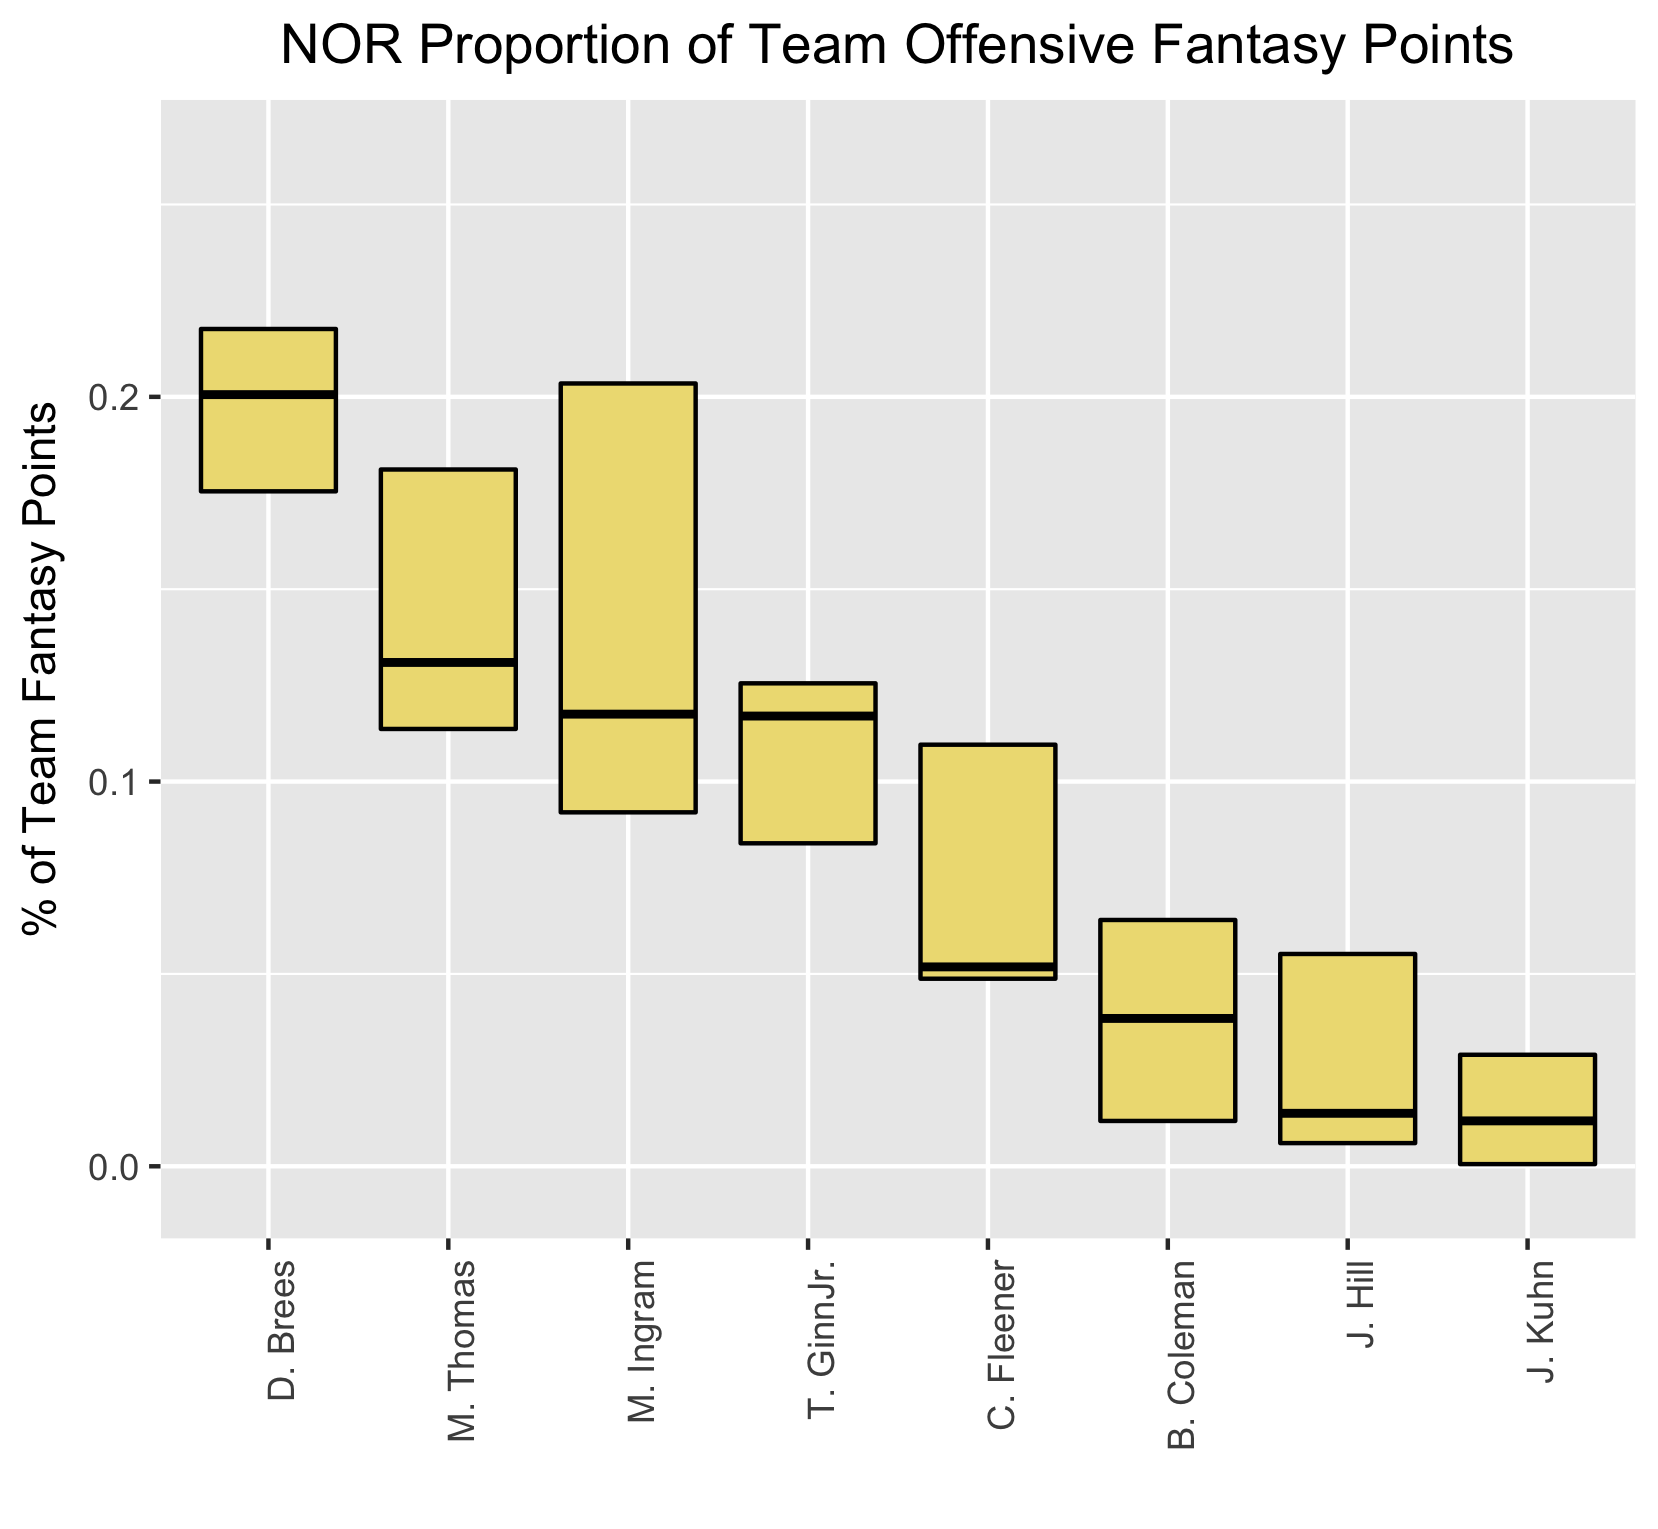 NOR Proportion of Team Offensive Fantasy Points
% of Team Fantasy Points
0.2
0.1
0.0
D. Brees
M. Thomas
M. Ingram
T. GinnJr.
C. Fleener
B. Coleman
J. Hill
J. Kuhn